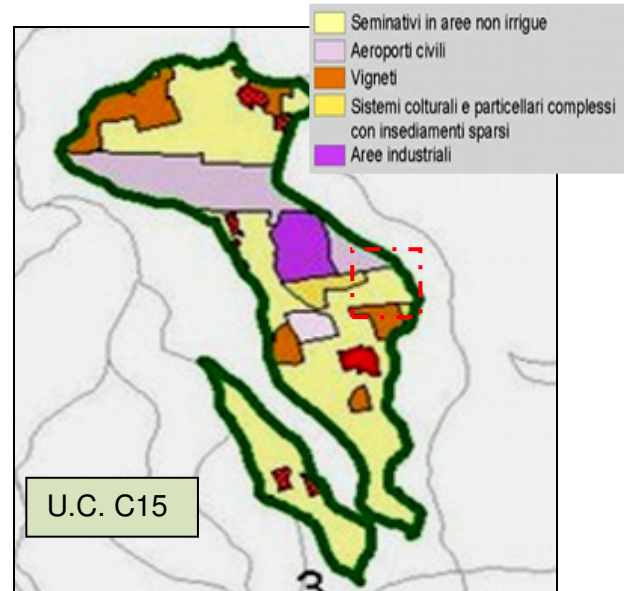 Seminativi in aree non irrigue
Aeroporti civili
Vigneti
Sistemi colturali e particellari complessi
con insediamenti sparsi
Aree industriali
U.C. C15
3